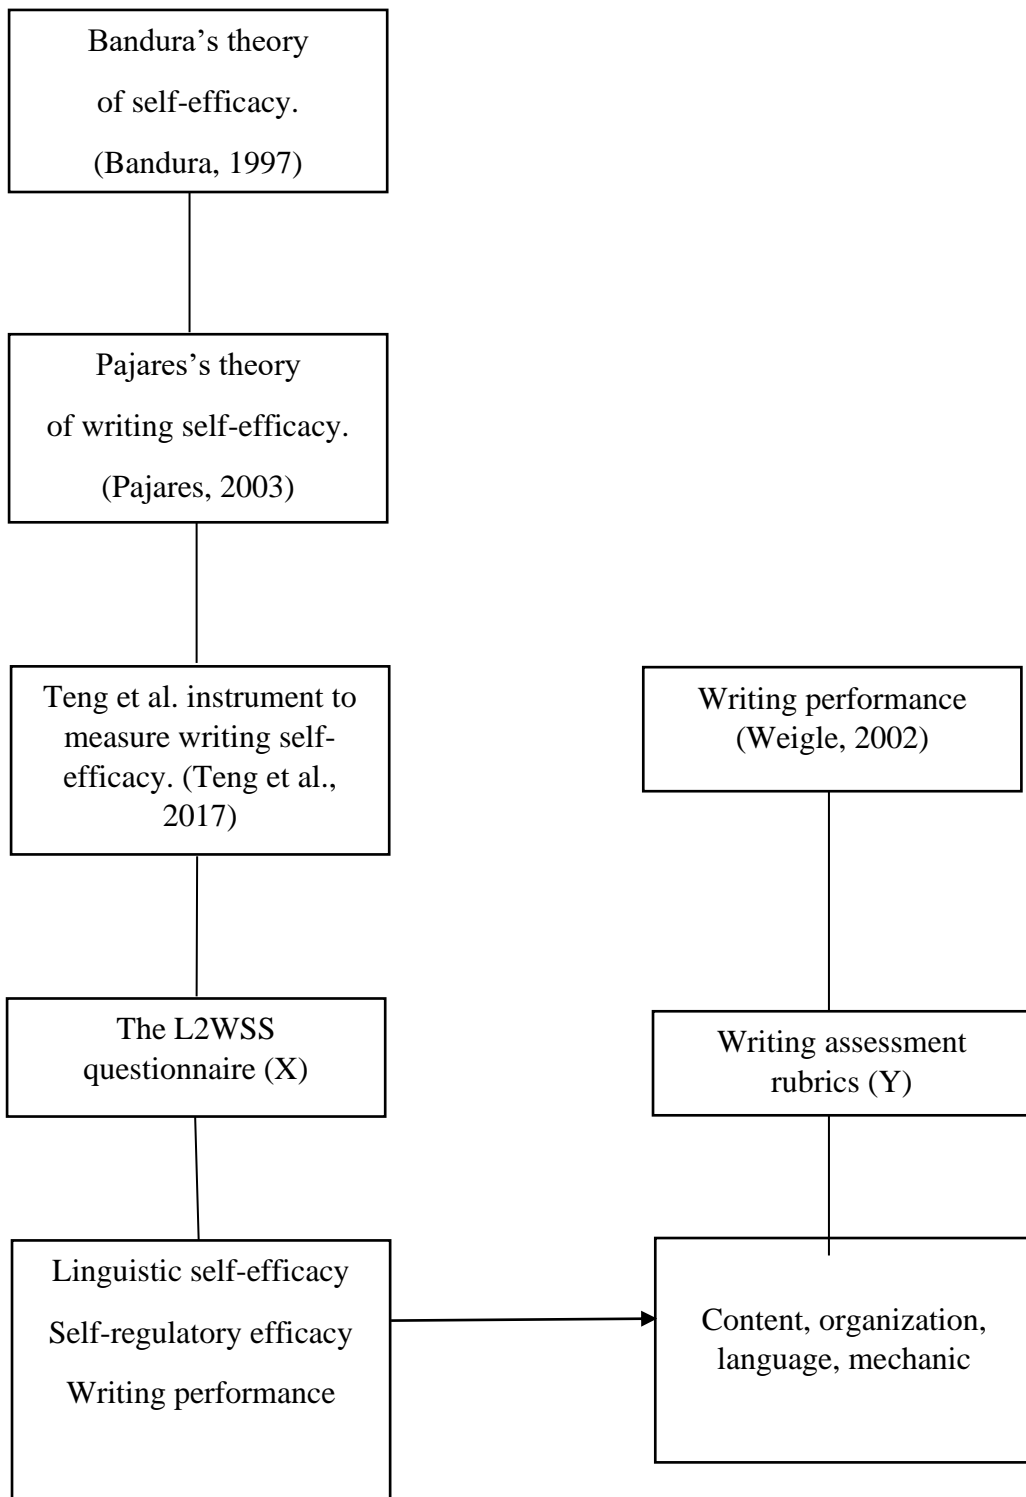 Bandura’s theory
of self-efficacy.
(Bandura, 1997)
Pajares’s theory
of writing self-efficacy.
(Pajares, 2003)
Teng et al. instrument to
measure writing self-
efficacy. (Teng et al.,
2017)
Writing performance
(Weigle, 2002)
The L2WSS
questionnaire (X)
Writing assessment
rubrics (Y)
Linguistic self-efficacy
Self-regulatory efficacy
Writing performance
Content, organization,
language, mechanic